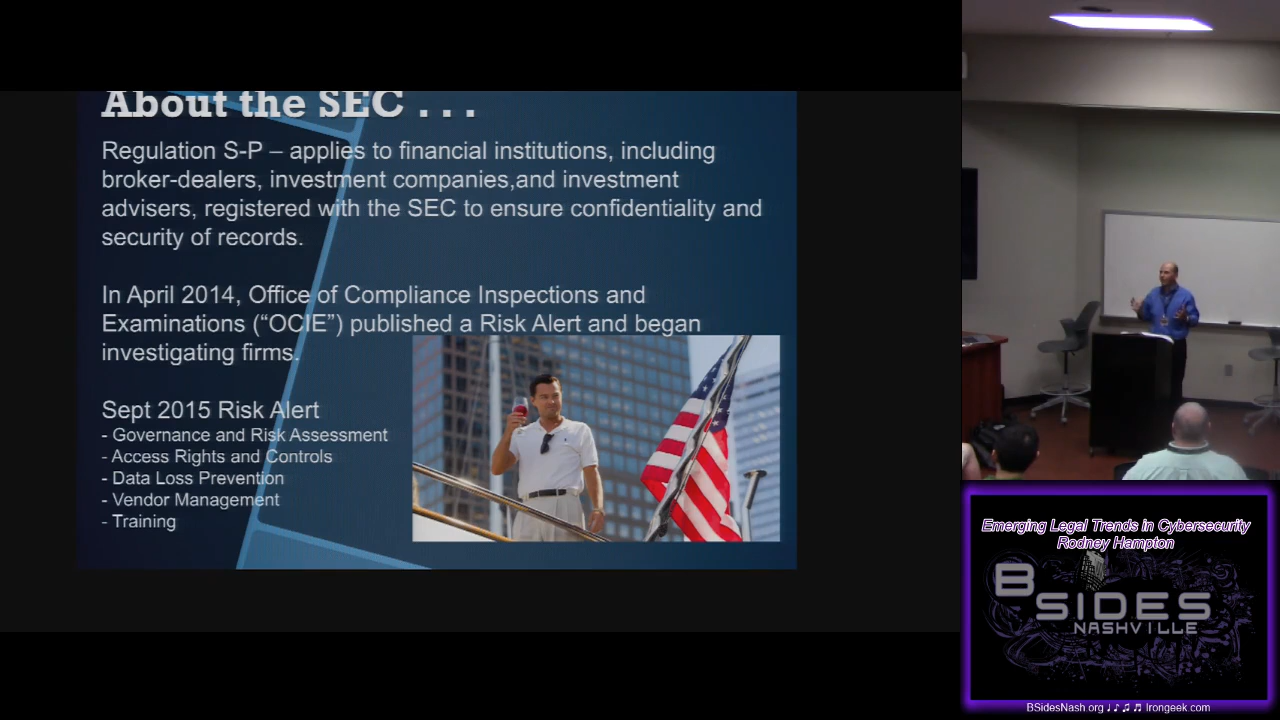 About the SEC . . .
Regulation S-P – applies to financial institutions, including
broker-dealers, investment companies,and investment
advisers, registered with the SEC to ensure confidentiality and
security of records.
In April 2014, Office of Compliance Inspections and
Examinations (“OCIE”) published a Risk Alert and began
investigating firms.
Sept 2015 Risk Alert
- Governance and Risk Assessment
- Access Rights and Controls
- Data Loss Prevention
- Vendor Management
- Training
Emerging Legal Trends in Cybersecurity
Rodney Hampton
BSIDES
NASHVILLE
BSidesNash.org ♩ ♪ ♫ ♬ Irongeek.com